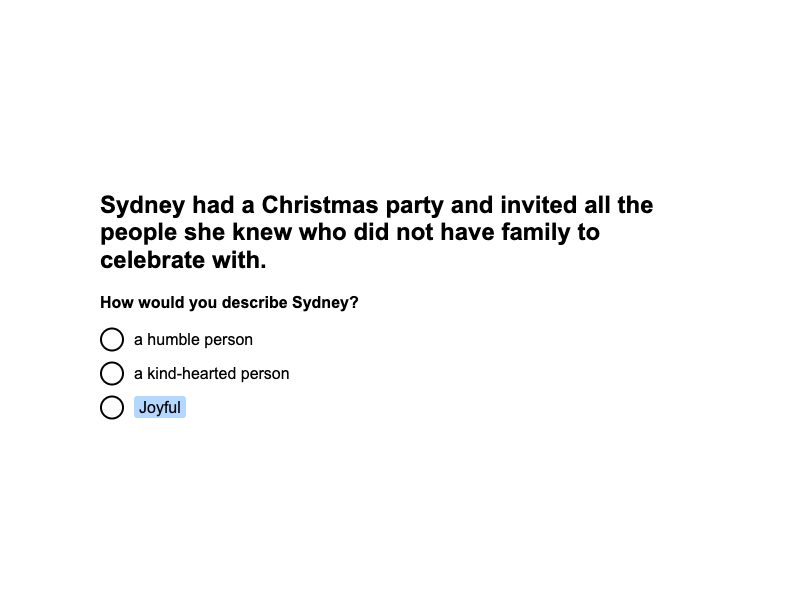 Sydney had a Christmas party and invited all the
people she knew who did not have family to
celebrate with.
How would you describe Sydney?
a humble person
a kind-hearted person
Joyful